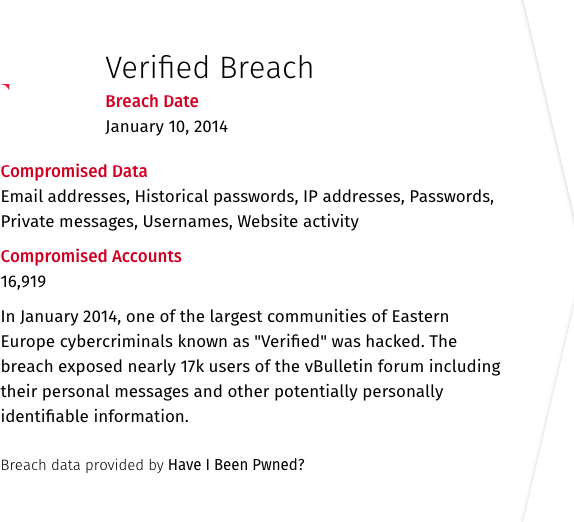 Verified Breach
Breach Date
January 10, 2014
Compromised Data
Email addresses, Historical passwords, IP addresses, Passwords,
Private messages, Usernames, Website activity
Compromised Accounts
16,919
In January 2014, one of the largest communities of Eastern
Europe cybercriminals known as "Verified" was hacked. The
breach exposed nearly 17k users of the vBulletin forum including
their personal messages and other potentially personally
identifiable information.
Breach data provided by Have I Been Pwned?